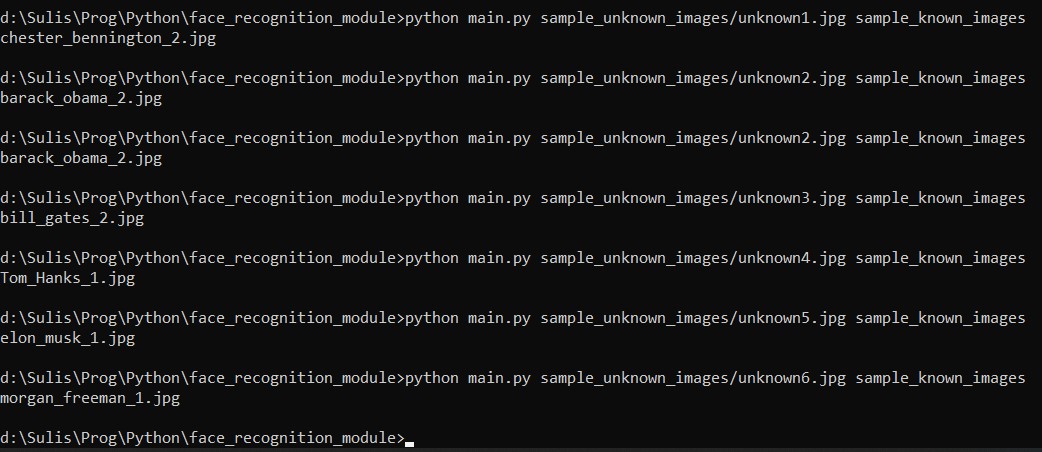 d:\Sulis\Prog\Python\face_recognition_module>python main.py sample_unknown_images/unknown1.jpg sample_known_images
chester_bennington_2.jpg
d:\Sulis\Prog\Python\face_recognition_module>python main.py sample_unknown_images/unknown2.jpg sample_known_images
barack_obama_2.jpg
d:\Sulis\Prog\Python\face_recognition_module>python main.py sample_unknown_images/unknown2.jpg sample_known_images
barack_obama_2.jpg
d:\Sulis\Prog\Python\face_recognition_module>python main.py sample_unknown_images/unknown3.jpg sample_known_images
bill_gates_2.jpg
d:\Sulis\Prog\Python\face_recognition_module>python main.py sample_unknown_images/unknown4.jpg sample_known_images
Tom_Hanks_1.jpg
d:\Sulis\Prog\Python\face_recognition_module>python main.py sample_unknown_images/unknown5.jpg sample_known_images
elon_musk_1.jpg
d:\Sulis\Prog\Python\face_recognition_module>python main.py sample_unknown_images/unknown6.jpg sample_known_images
morgan_freeman_1.jpg
d:\Sulis\Prog\Python\face_recognition_module>